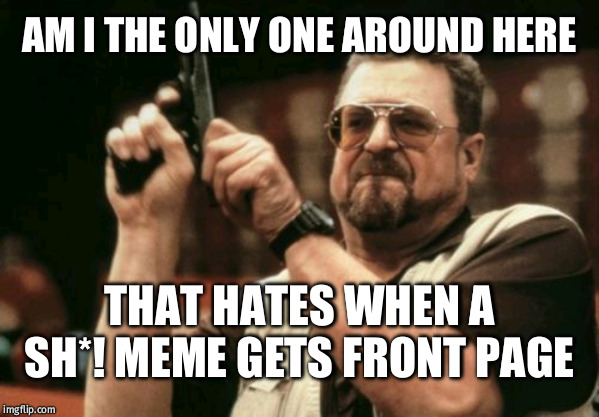 AM I THE ONLY ONE AROUND HERE
THAT HATES WHEN A
SH*! MEME GETS FRONT PAGE
imgflip.com